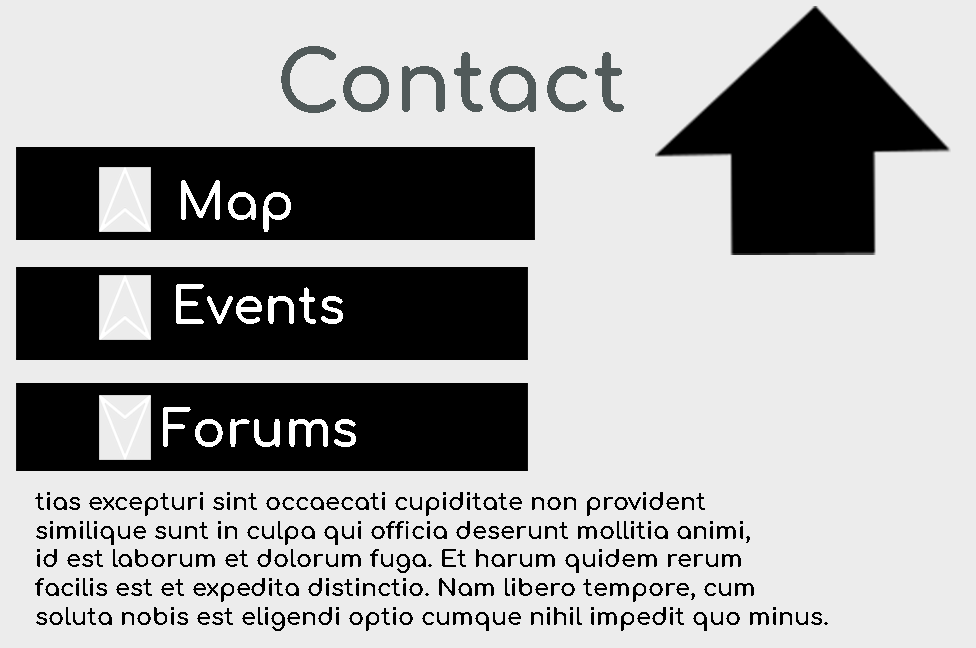 Contact
Map
Events
Forums
tias excepturi sint occaecati cupiditate non provident
similique sunt in culpa qui officia deserunt mollitia animi,
id est laborum et dolorum fuga. Et harum quidem rerum
facilis est et expedita distinctio. Nam libero tempore, cum
soluta nobis est eligendi optio cumque nihil impedit quo minus.